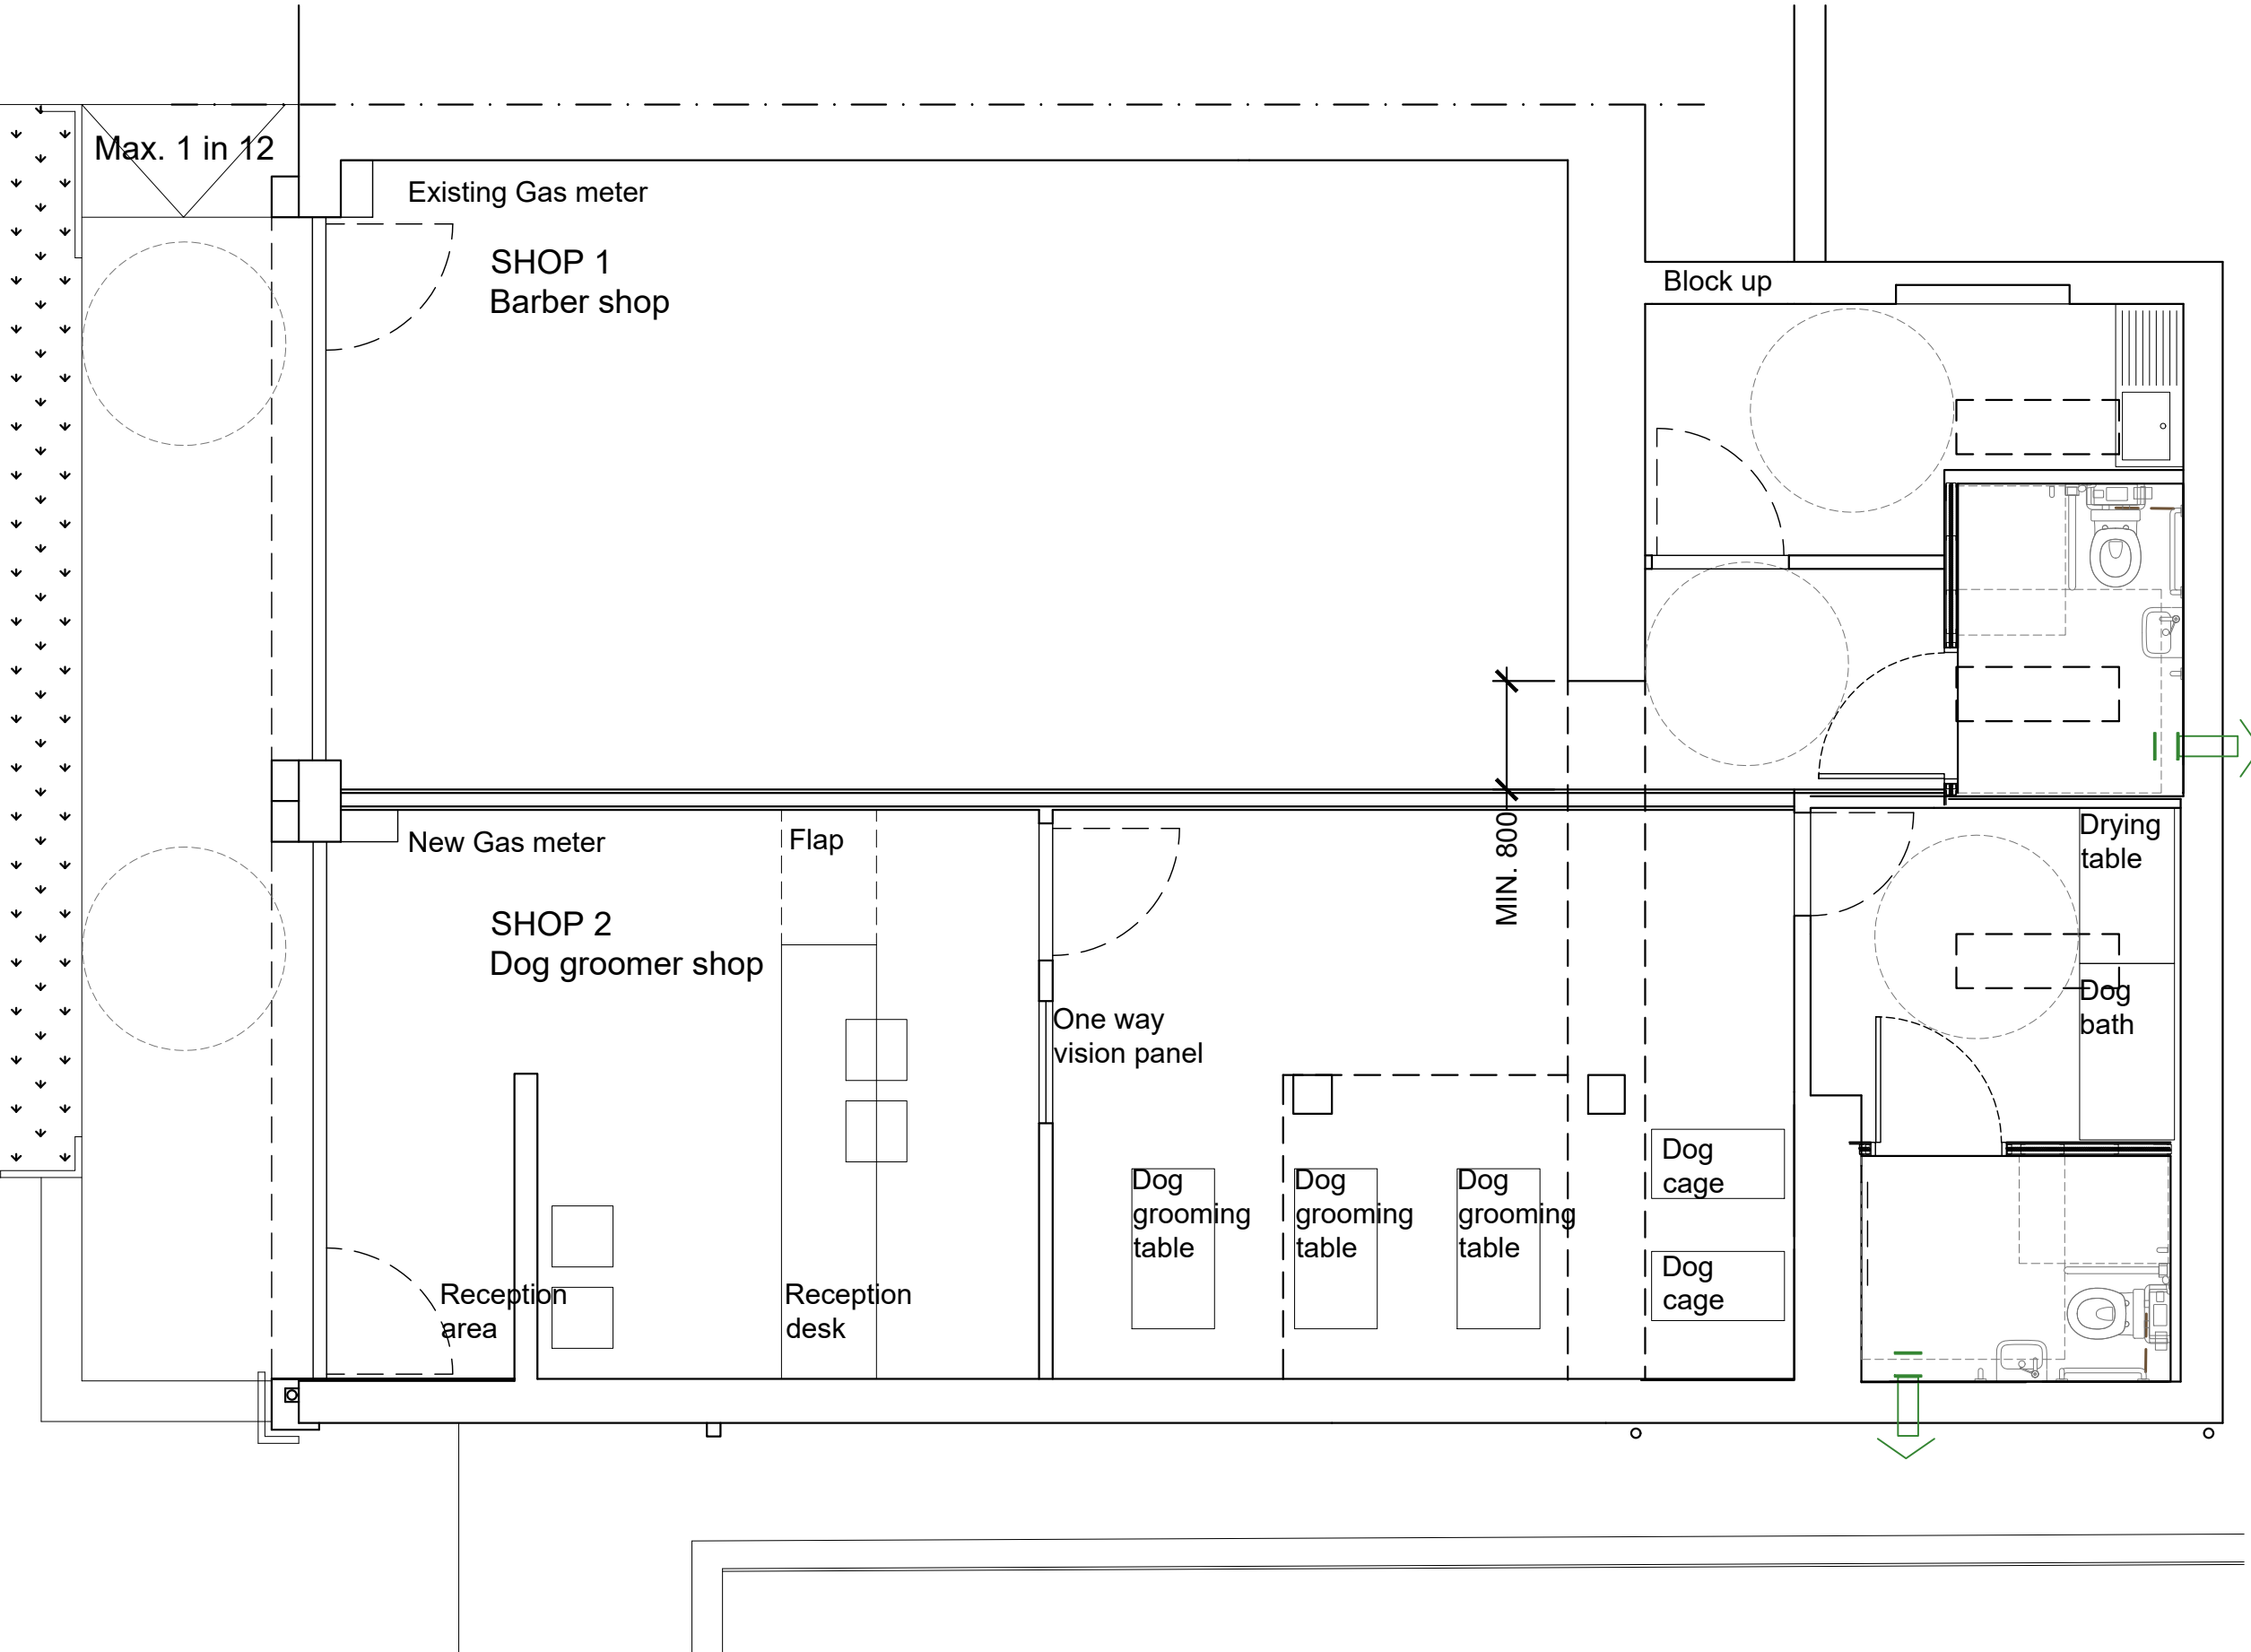 Max. 1 in 12
Existing Gas meter
SHOP 1
Barber shop
Block up
New Gas meter
Flap
MIN. 800
Drying
table
SHOP 2
Dog groomer shop
One way
vision panel
Dog
bath
Dog
cage
Dog
grooming
table
Dog
grooming
table
Dog
grooming
table
Dog
cage
Reception
area
Reception
desk